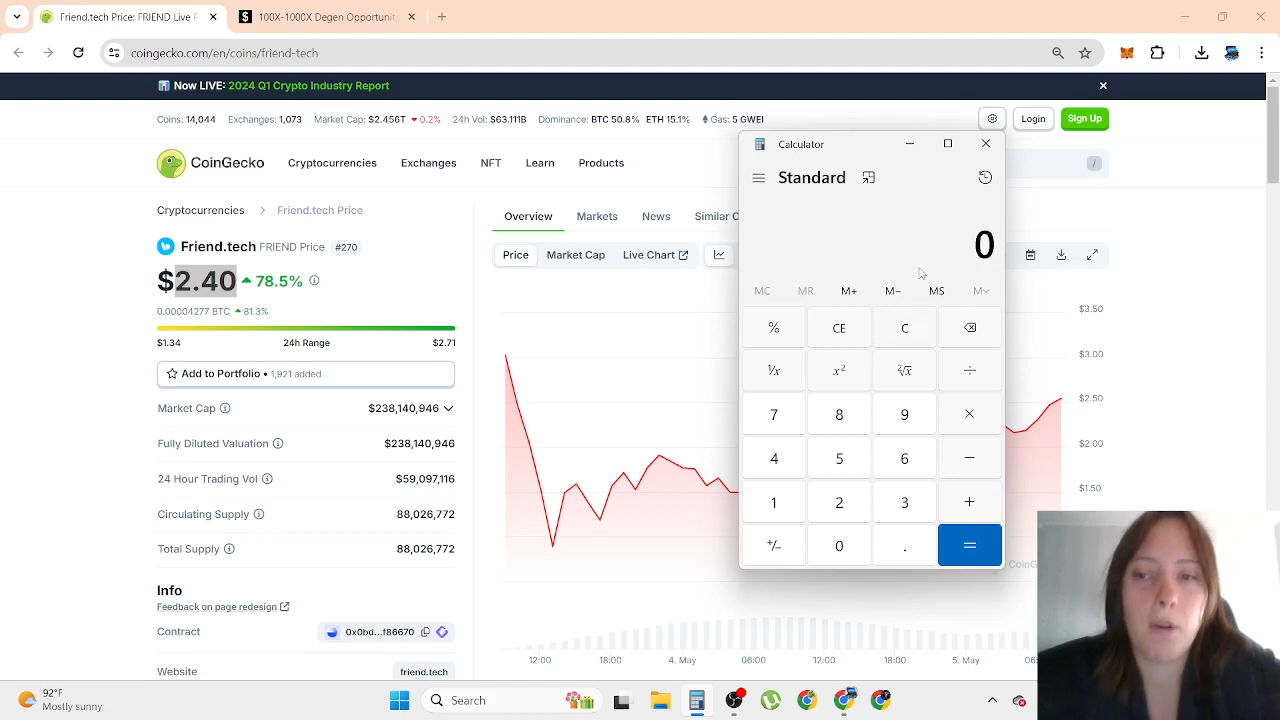 Friend.tech Price: FRIEND Live P
100X-1000X Degen Opportunit
coingecko.com/en/coins/friend-tech
Now LIVE: 2024 Q1 Crypto Industry Report
Coins: 14,044 Exchanges: 1,073 Market Cap: $2.456T 0.2% 24h Vol: $63.111B Dominance: BTC 50.8% ETH 15.1% Gas: 5 GWEI
Login
Sign Up
CoinGecko
Cryptocurrencies
Exchanges
NFT
Learn
Products
/
Cryptocurrencies > Friend.tech Price
Friend.tech FRIEND Price #270
$2.40 78.5%
0.00004277 BTC 81.3%
$1.34 24h Range $2.71
Add to Portfolio • 1,921 added
Market Cap $238,140,946
Fully Diluted Valuation $238,140,946
24 Hour Trading Vol $59,097,116
Circulating Supply 88,026,772
Total Supply 88,026,772
Info
Feedback on page redesign
Contract 0x0bd...f86670
Website friend.tech
Overview Markets News Similar C
Price Market Cap Live Chart
$3.50
$3.00
$2.50
$2.00
$1.50
CoinG
12:00 18:00 4. May 06:00 12:00 18:00 5. May 06:
Calculator
Standard
0
MC MR M+ M− MS M
% CE C
¹/x x² ²√x ÷
7 8 9 ×
4 5 6 −
1 2 3 +
+/− 0 . =
92°F
Mostly sunny
Search